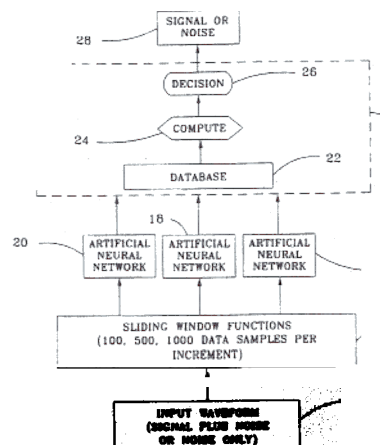 28
SIGNAL OR
NOISE
DECISION
26
24
COMPUTE
DATABASE
22
20
ARTIFICIAL
NEURAL
NETWORK
18
ARTIFICIAL
NEURAL
NETWORK
ARTIFICIAL
NEURAL
NETWORK
SLIDING WINDOW FUNCTIONS
(100, 500, 1000 DATA SAMPLES PER
INCREMENT)
INPUT WAVEFORM
(SIGNAL PLUS NOISE
OR NOISE ONLY)